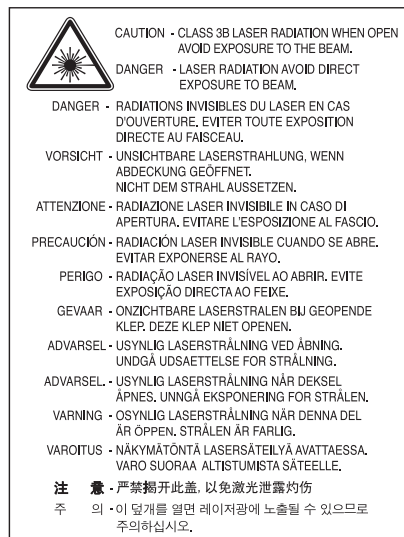 CAUTION - CLASS 3B LASER RADIATION WHEN OPEN
AVOID EXPOSURE TO THE BEAM.
DANGER - LASER RADIATION AVOID DIRECT
EXPOSURE TO BEAM.
DANGER - RADIATIONS INVISIBLES DU LASER EN CAS
D'OUVERTURE. EVITER TOUTE EXPOSITION
DIRECTE AU FAISCEAU.
VORSICHT - UNSICHTBARE LASERSTRAHLUNG, WENN
ABDECKUNG GEÖFFNET.
NICHT DEM STRAHL AUSSETZEN.
ATTENZIONE - RADIAZIONE LASER INVISIBILE IN CASO DI
APERTURA. EVITARE L'ESPOSIZIONE AL FASCIO.
PRECAUCIÓN - RADIACIÓN LASER INVISIBLE CUANDO SE ABRE.
EVITAR EXPONERSE AL RAYO.
PERIGO - RADIAÇÃO LASER INVISÍVEL AO ABRIR. EVITE
EXPOSIÇÃO DIRECTA AO FEIXE.
GEVAAR - ONZICHTBARE LASERSTRALEN BIJ GEOPENDE
KLEP. DEZE KLEP NIET OPENEN.
ADVARSEL - USYNLIG LASERSTRÅLNING VED ÅBNING.
UNDGÅ UDSAETTELSE FOR STRÅLNING.
ADVARSEL. - USYNLIG LASERSTRÅLNING NÅR DEKSEL
ÅPNES. UNNGÅ EKSPONERING FOR STRÅLEN.
VARNING - OSYNLIG LASERSTRÅLNING NÄR DENNA DEL
ÄR ÖPPEN. STRÅLEN ÄR FARLIG.
VAROITUS - NÄKYMÄTÖNTÄ LASERSÄTEILYÄ AVATTAESSA.
VARO SUORAA ALTISTUMISTA SÄTEELLE.
注 意 - 严禁揭开此盖, 以免激光泄露灼伤
주 의 - 이 덮개를 열면 레이저광에 노출될 수 있으므로
주의하십시오.